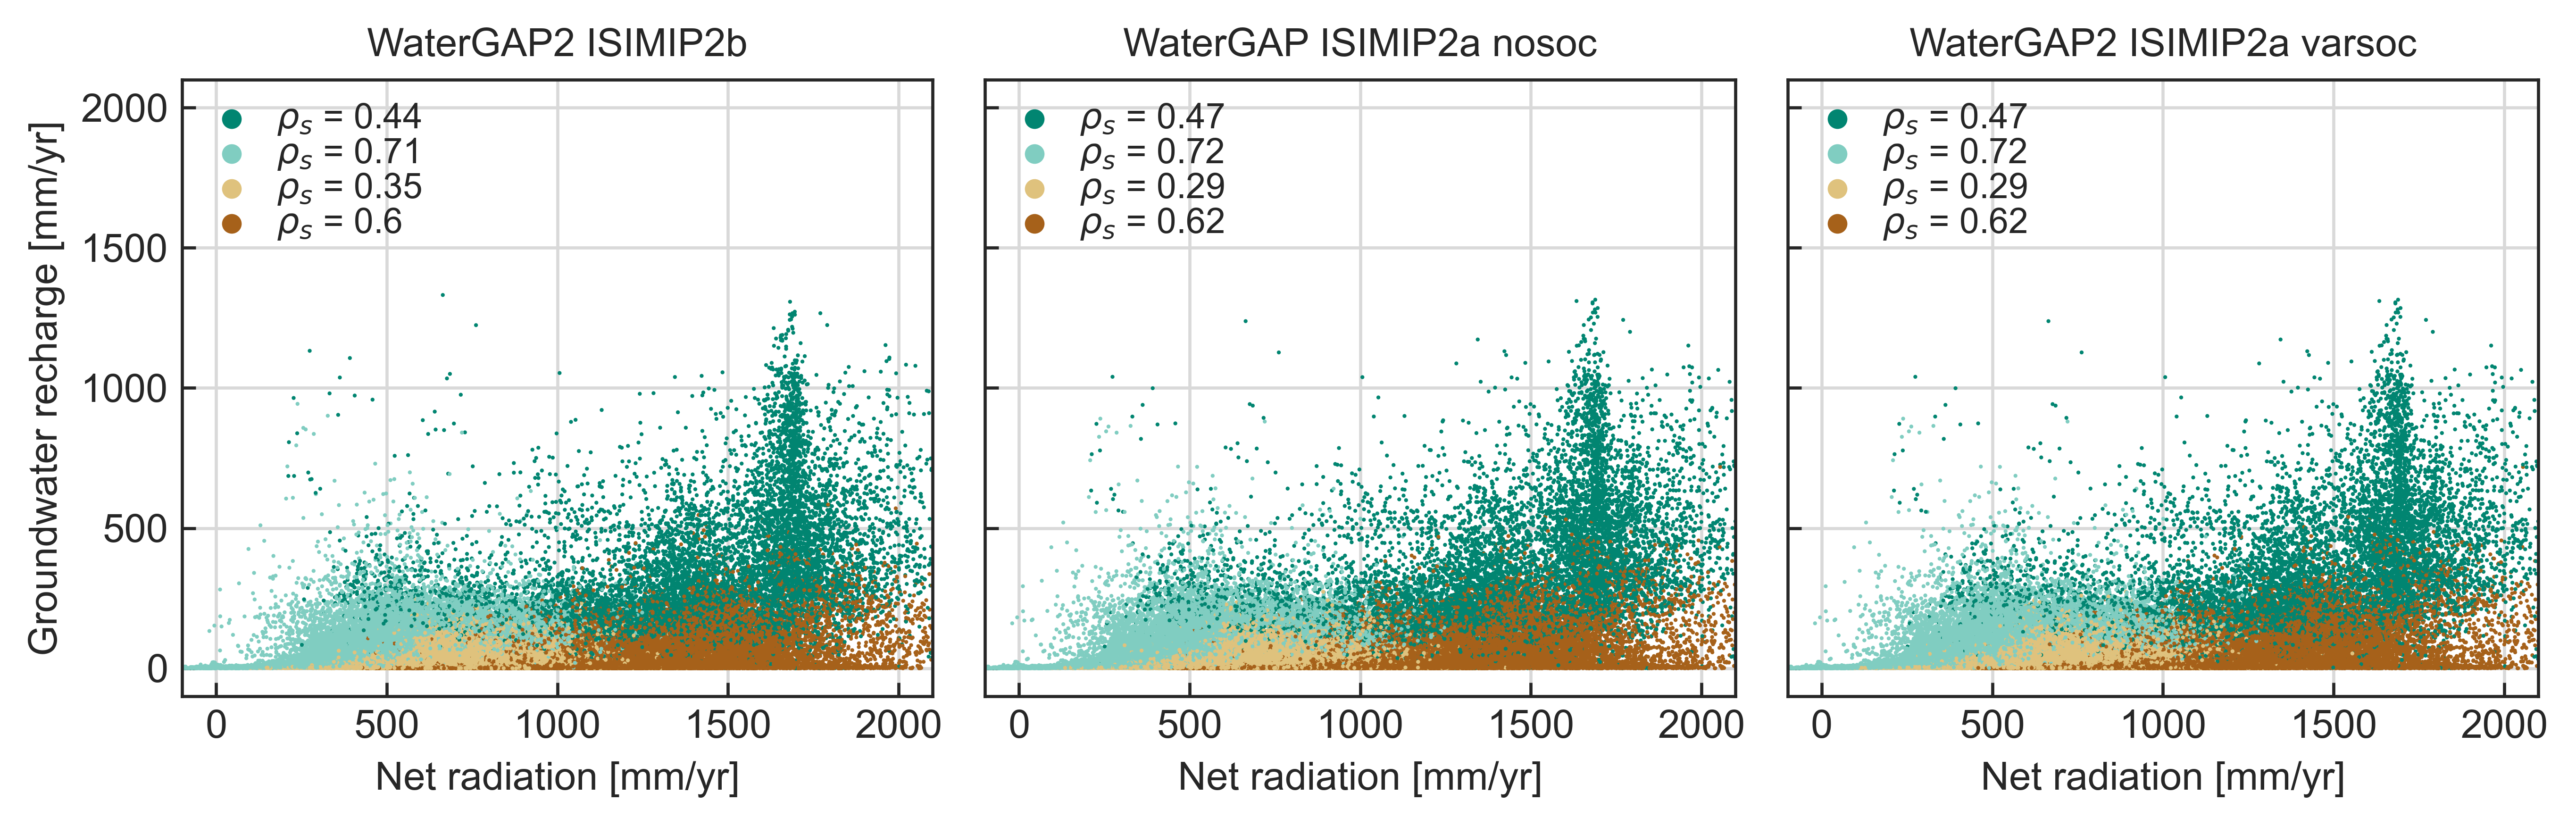 WaterGAP2 ISIMIP2b
WaterGAP ISIMIP2a nosoc
WaterGAP2 ISIMIP2a varsoc
Groundwater recharge [mm/yr]
2000
1500
1000
500
0
ρs = 0.44
ρs = 0.71
ρs = 0.35
ρs = 0.6
ρs = 0.47
ρs = 0.72
ρs = 0.29
ρs = 0.62
ρs = 0.47
ρs = 0.72
ρs = 0.29
ρs = 0.62
0 500 1000 1500 2000
0 500 1000 1500 2000
0 500 1000 1500 2000
Net radiation [mm/yr]
Net radiation [mm/yr]
Net radiation [mm/yr]